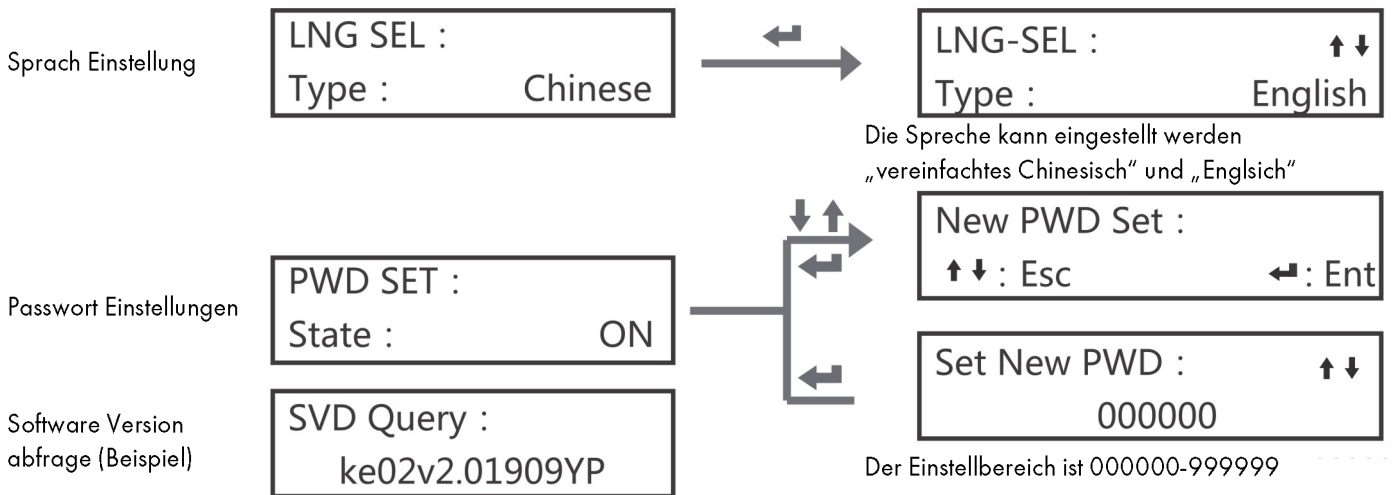 Sprach Einstellung
LNG SEL :
Type : Chinese
LNG-SEL : ↑ ↓
Type : English
Die Spreche kann eingestellt werden
„vereinfachtes Chinesisch“ und „Englsich“
Passwort Einstellungen
PWD SET :
State : ON
New PWD Set :
↑ ↓ : Esc ↵ : Ent
Set New PWD : ↑ ↓
000000
Der Einstellbereich ist 000000-999999
Software Version
abfrage (Beispiel)
SVD Query :
ke02v2.01909YP